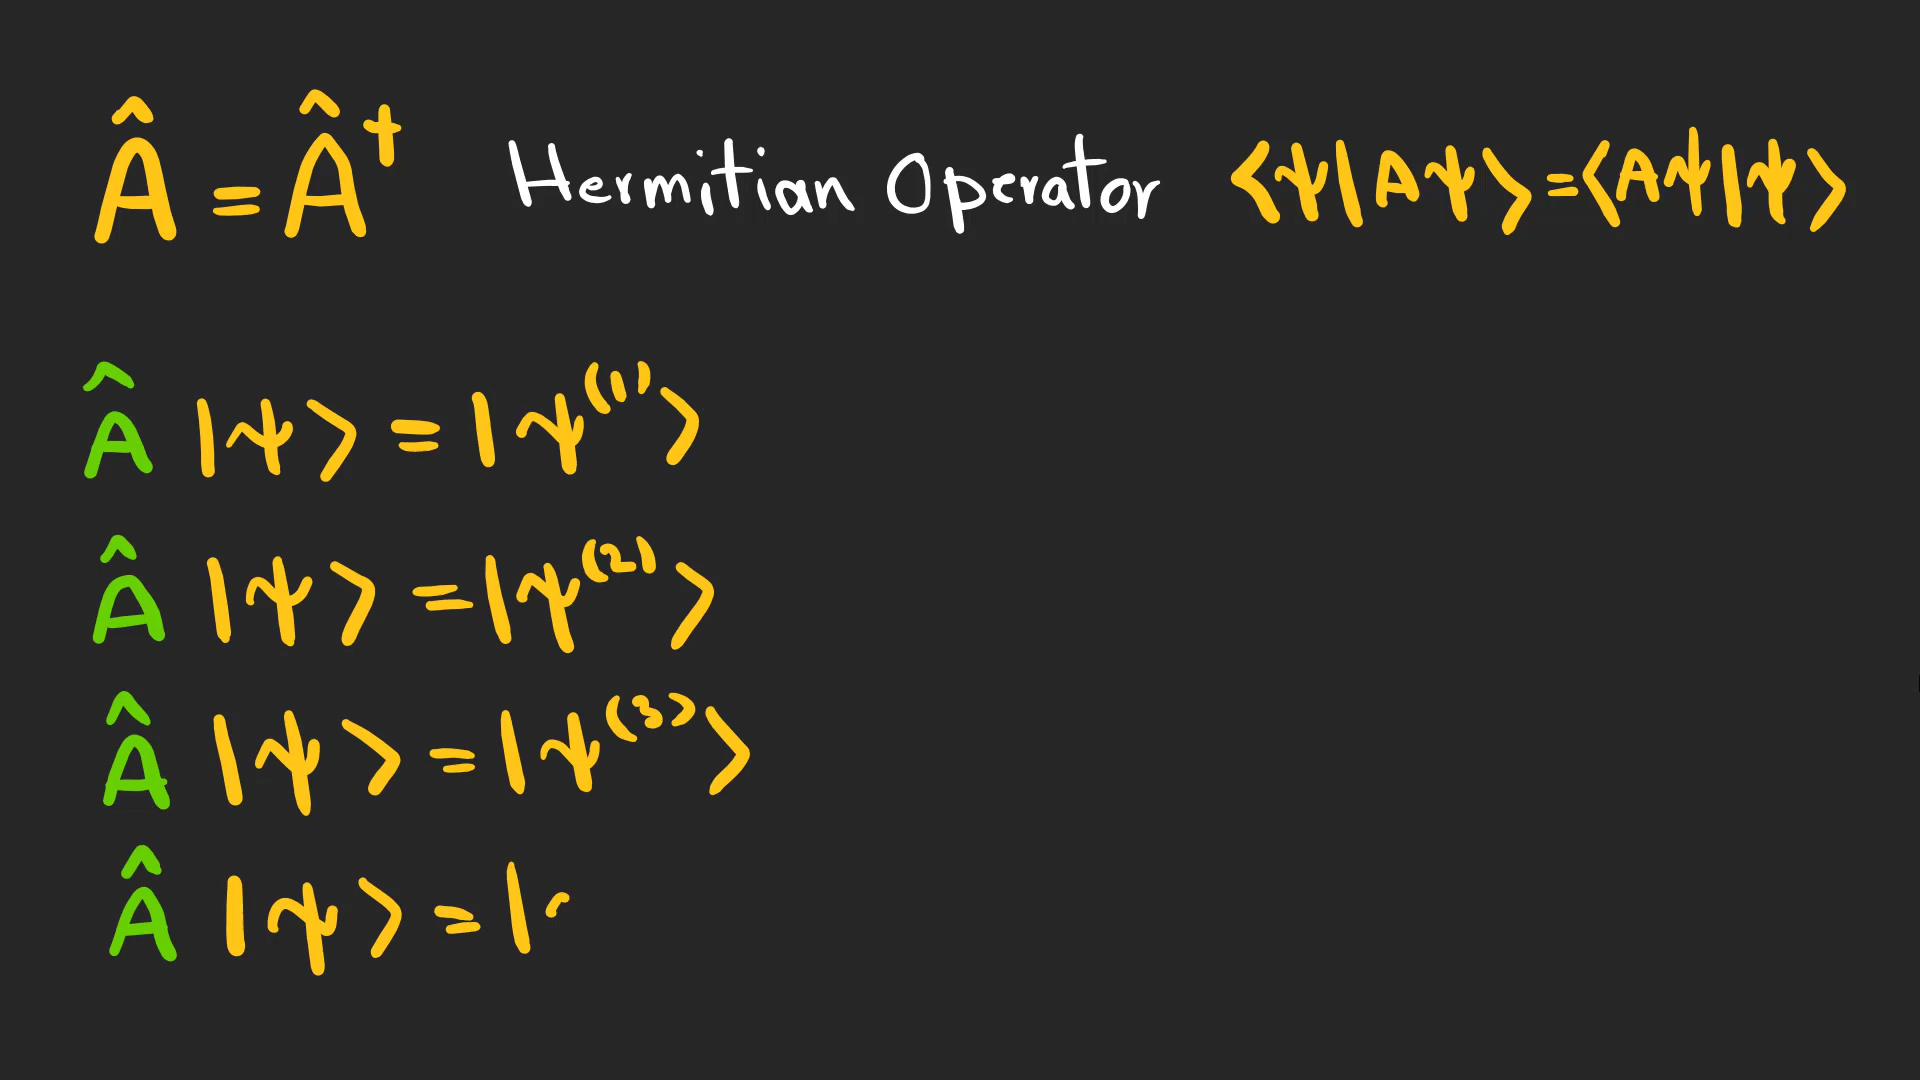 Â = Â† Hermitian Operator ⟨ψ|Aψ⟩=⟨Aψ|ψ⟩
Â |ψ⟩ = |ψ⁽¹⁾⟩
Â |ψ⟩ = |ψ⁽²⁾⟩
Â |ψ⟩ = |ψ⁽³⁾⟩
Â |ψ⟩ = |